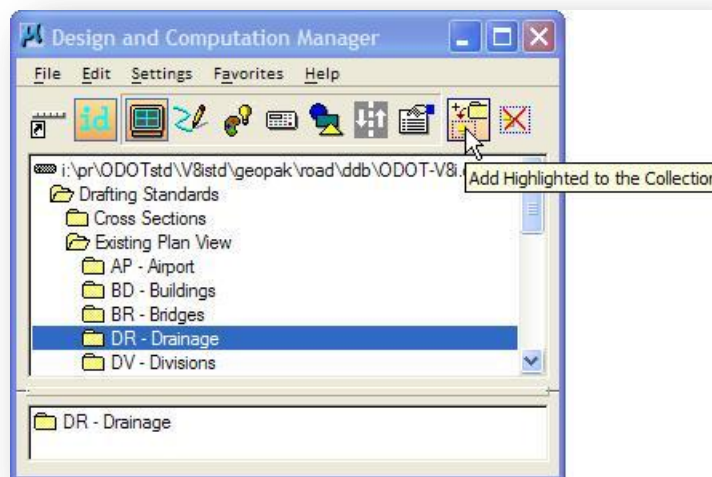 Design and Computation Manager
File Edit Settings Favorites Help
id
i:\pr\ODOTstd\V8istd\geopak\road\ddb\ODOT-V8i.
Add Highlighted to the Collection
Drafting Standards
Cross Sections
Existing Plan View
AP - Airport
BD - Buildings
BR - Bridges
DR - Drainage
DV - Divisions
DR - Drainage